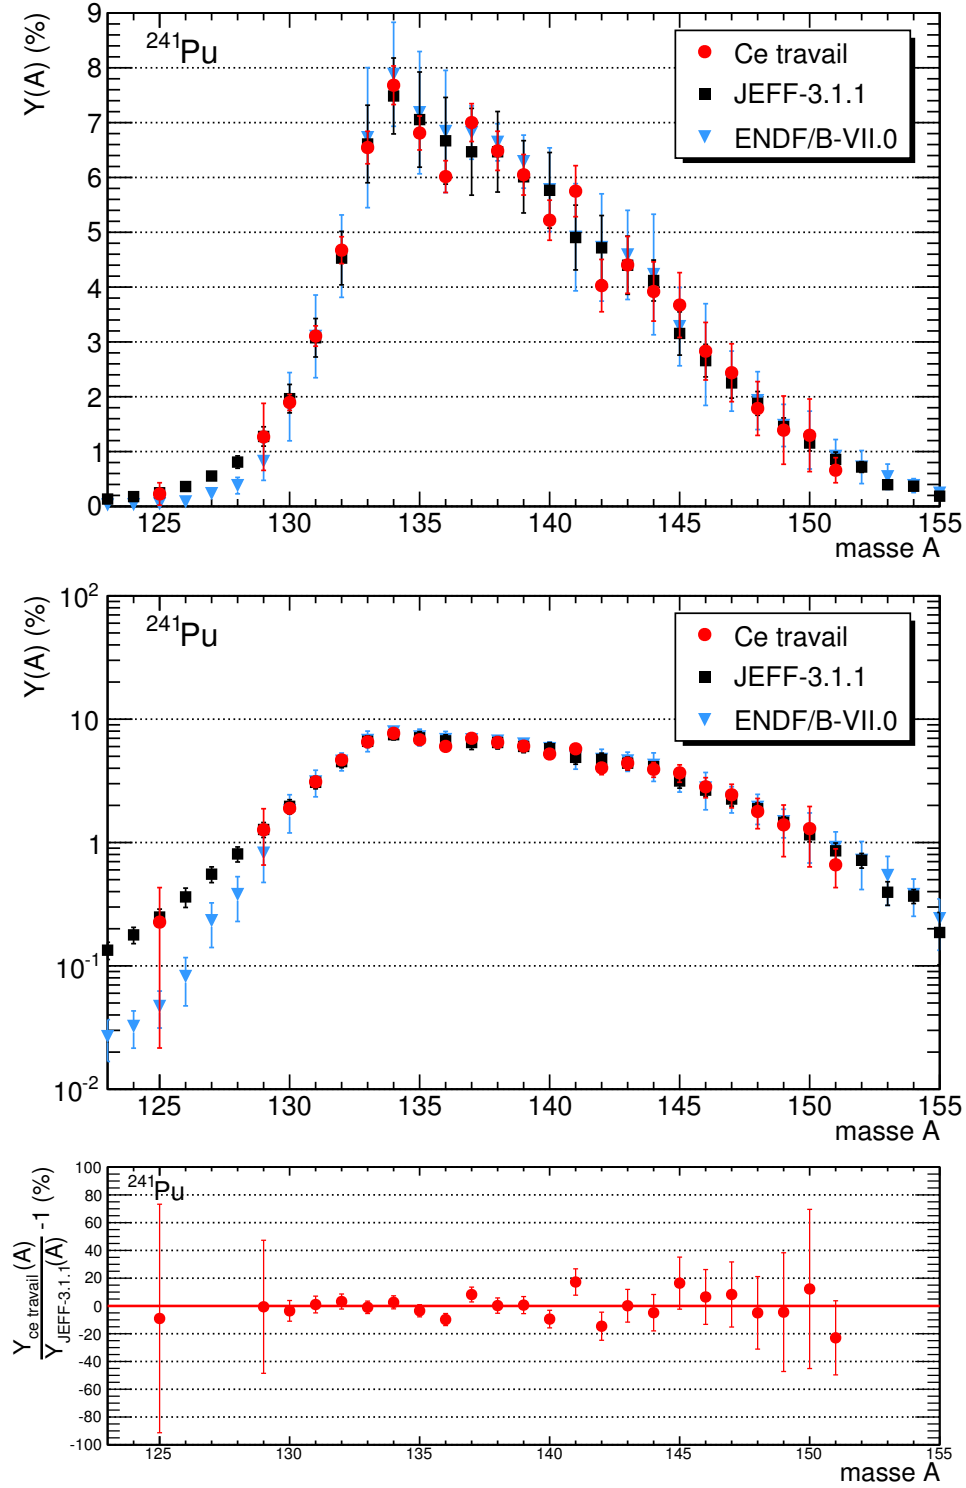 Y(A) (%)
9
8
7
6
5
4
3
2
1
0
²⁴¹Pu
Ce travail
JEFF-3.1.1
ENDF/B-VII.0
125 130 135 140 145 150 155
masse A
Y(A) (%)
10²
10
1
10⁻¹
10⁻²
²⁴¹Pu
Ce travail
JEFF-3.1.1
ENDF/B-VII.0
125 130 135 140 145 150 155
masse A
Y ce travail (A)
Y JEFF-3.1.1 (A)
-1 (%)
100
80
60
40
20
0
-20
-40
-60
-80
-100
²⁴¹Pu
125 130 135 140 145 150 155
masse A